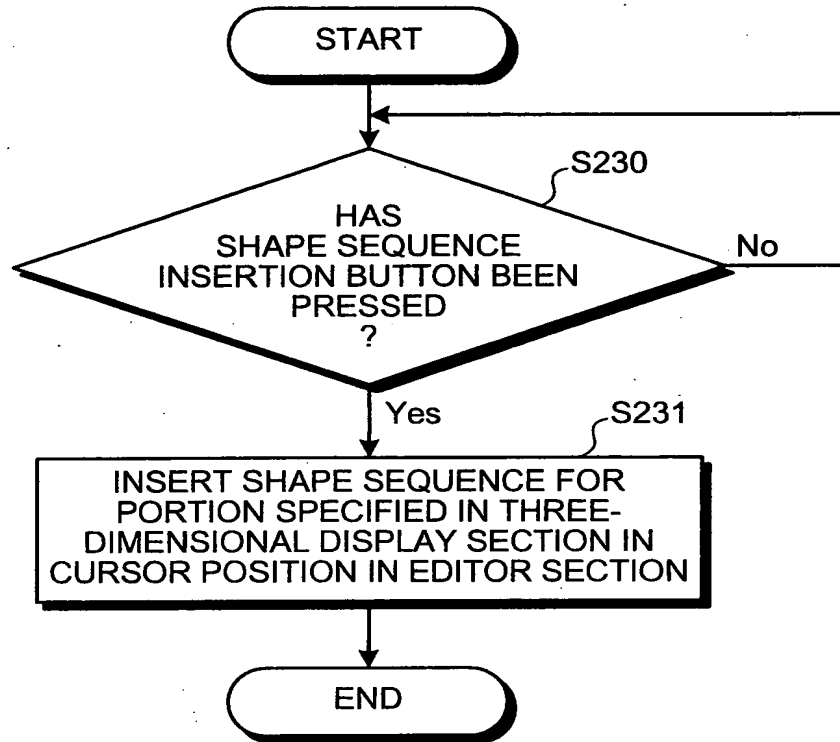 START
S230
HAS
SHAPE SEQUENCE
INSERTION BUTTON BEEN
PRESSED
?
No
Yes
S231
INSERT SHAPE SEQUENCE FOR
PORTION SPECIFIED IN THREE-
DIMENSIONAL DISPLAY SECTION IN
CURSOR POSITION IN EDITOR SECTION
END